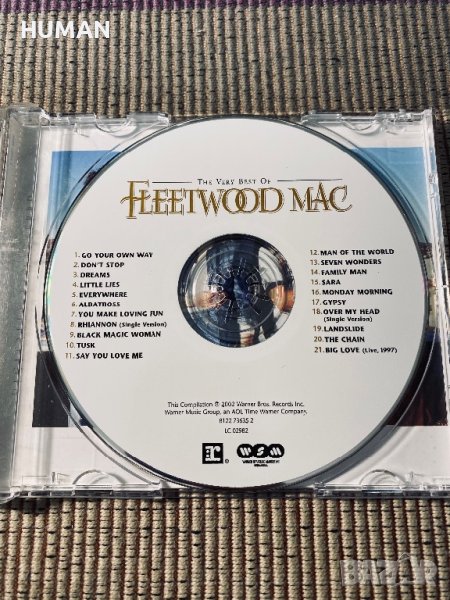 HUMAN
THE VERY BEST OF
FLEETWOOD MAC
1. GO YOUR OWN WAY
2. DON'T STOP
3. DREAMS
4. LITTLE LIES
5. EVERYWHERE
6. ALBATROSS
7. YOU MAKE LOVING FUN
8. RHIANNON (Single Version)
9. BLACK MAGIC WOMAN
10. TUSK
11. SAY YOU LOVE ME
12. MAN OF THE WORLD
13. SEVEN WONDERS
14. FAMILY MAN
15. SARA
16. MONDAY MORNING
17. GYPSY
18. OVER MY HEAD
(Single Version)
19. LANDSLIDE
20. THE CHAIN
21. BIG LOVE (Live, 1997)
This Compilation ℗ 2002 Warner Bros. Records Inc.
Warner Music Group, an AOL Time Warner Company.
8122 73635 2
LC 02982
r
WSM